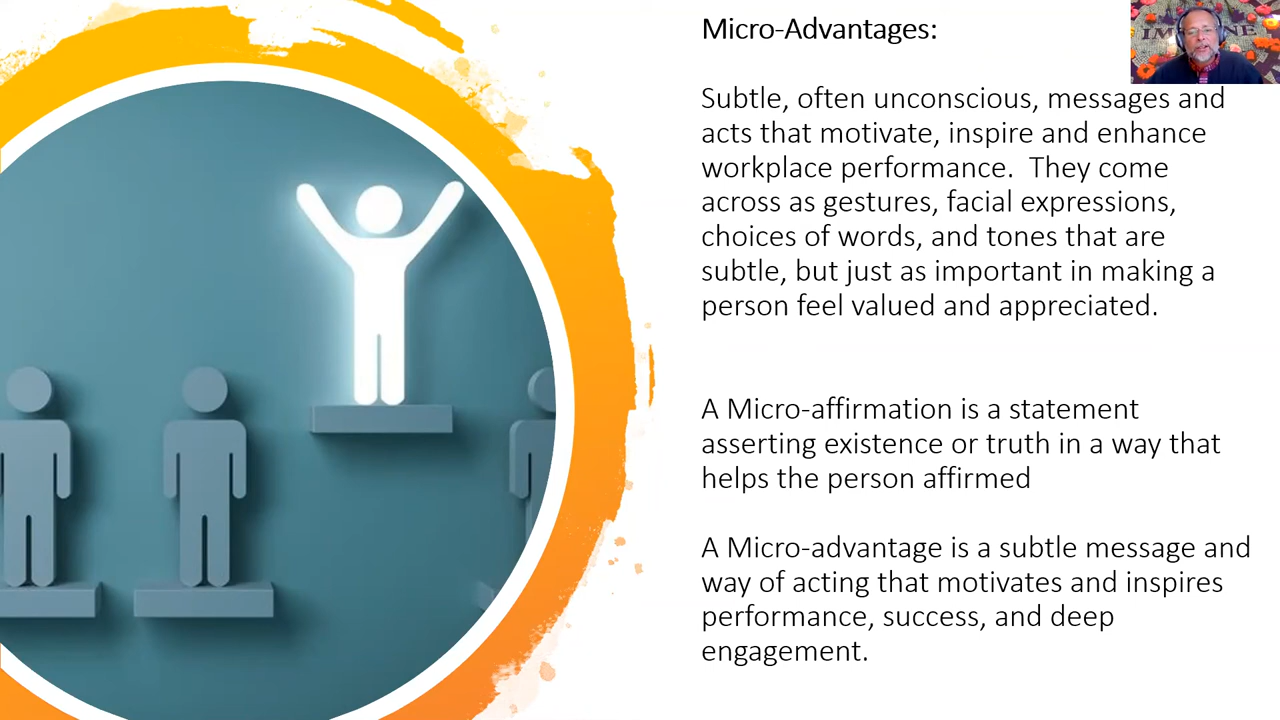 Micro-Advantages:
Subtle, often unconscious, messages and
acts that motivate, inspire and enhance
workplace performance.  They come
across as gestures, facial expressions,
choices of words, and tones that are
subtle, but just as important in making a
person feel valued and appreciated.
A Micro-affirmation is a statement
asserting existence or truth in a way that
helps the person affirmed
A Micro-advantage is a subtle message and
way of acting that motivates and inspires
performance, success, and deep
engagement.